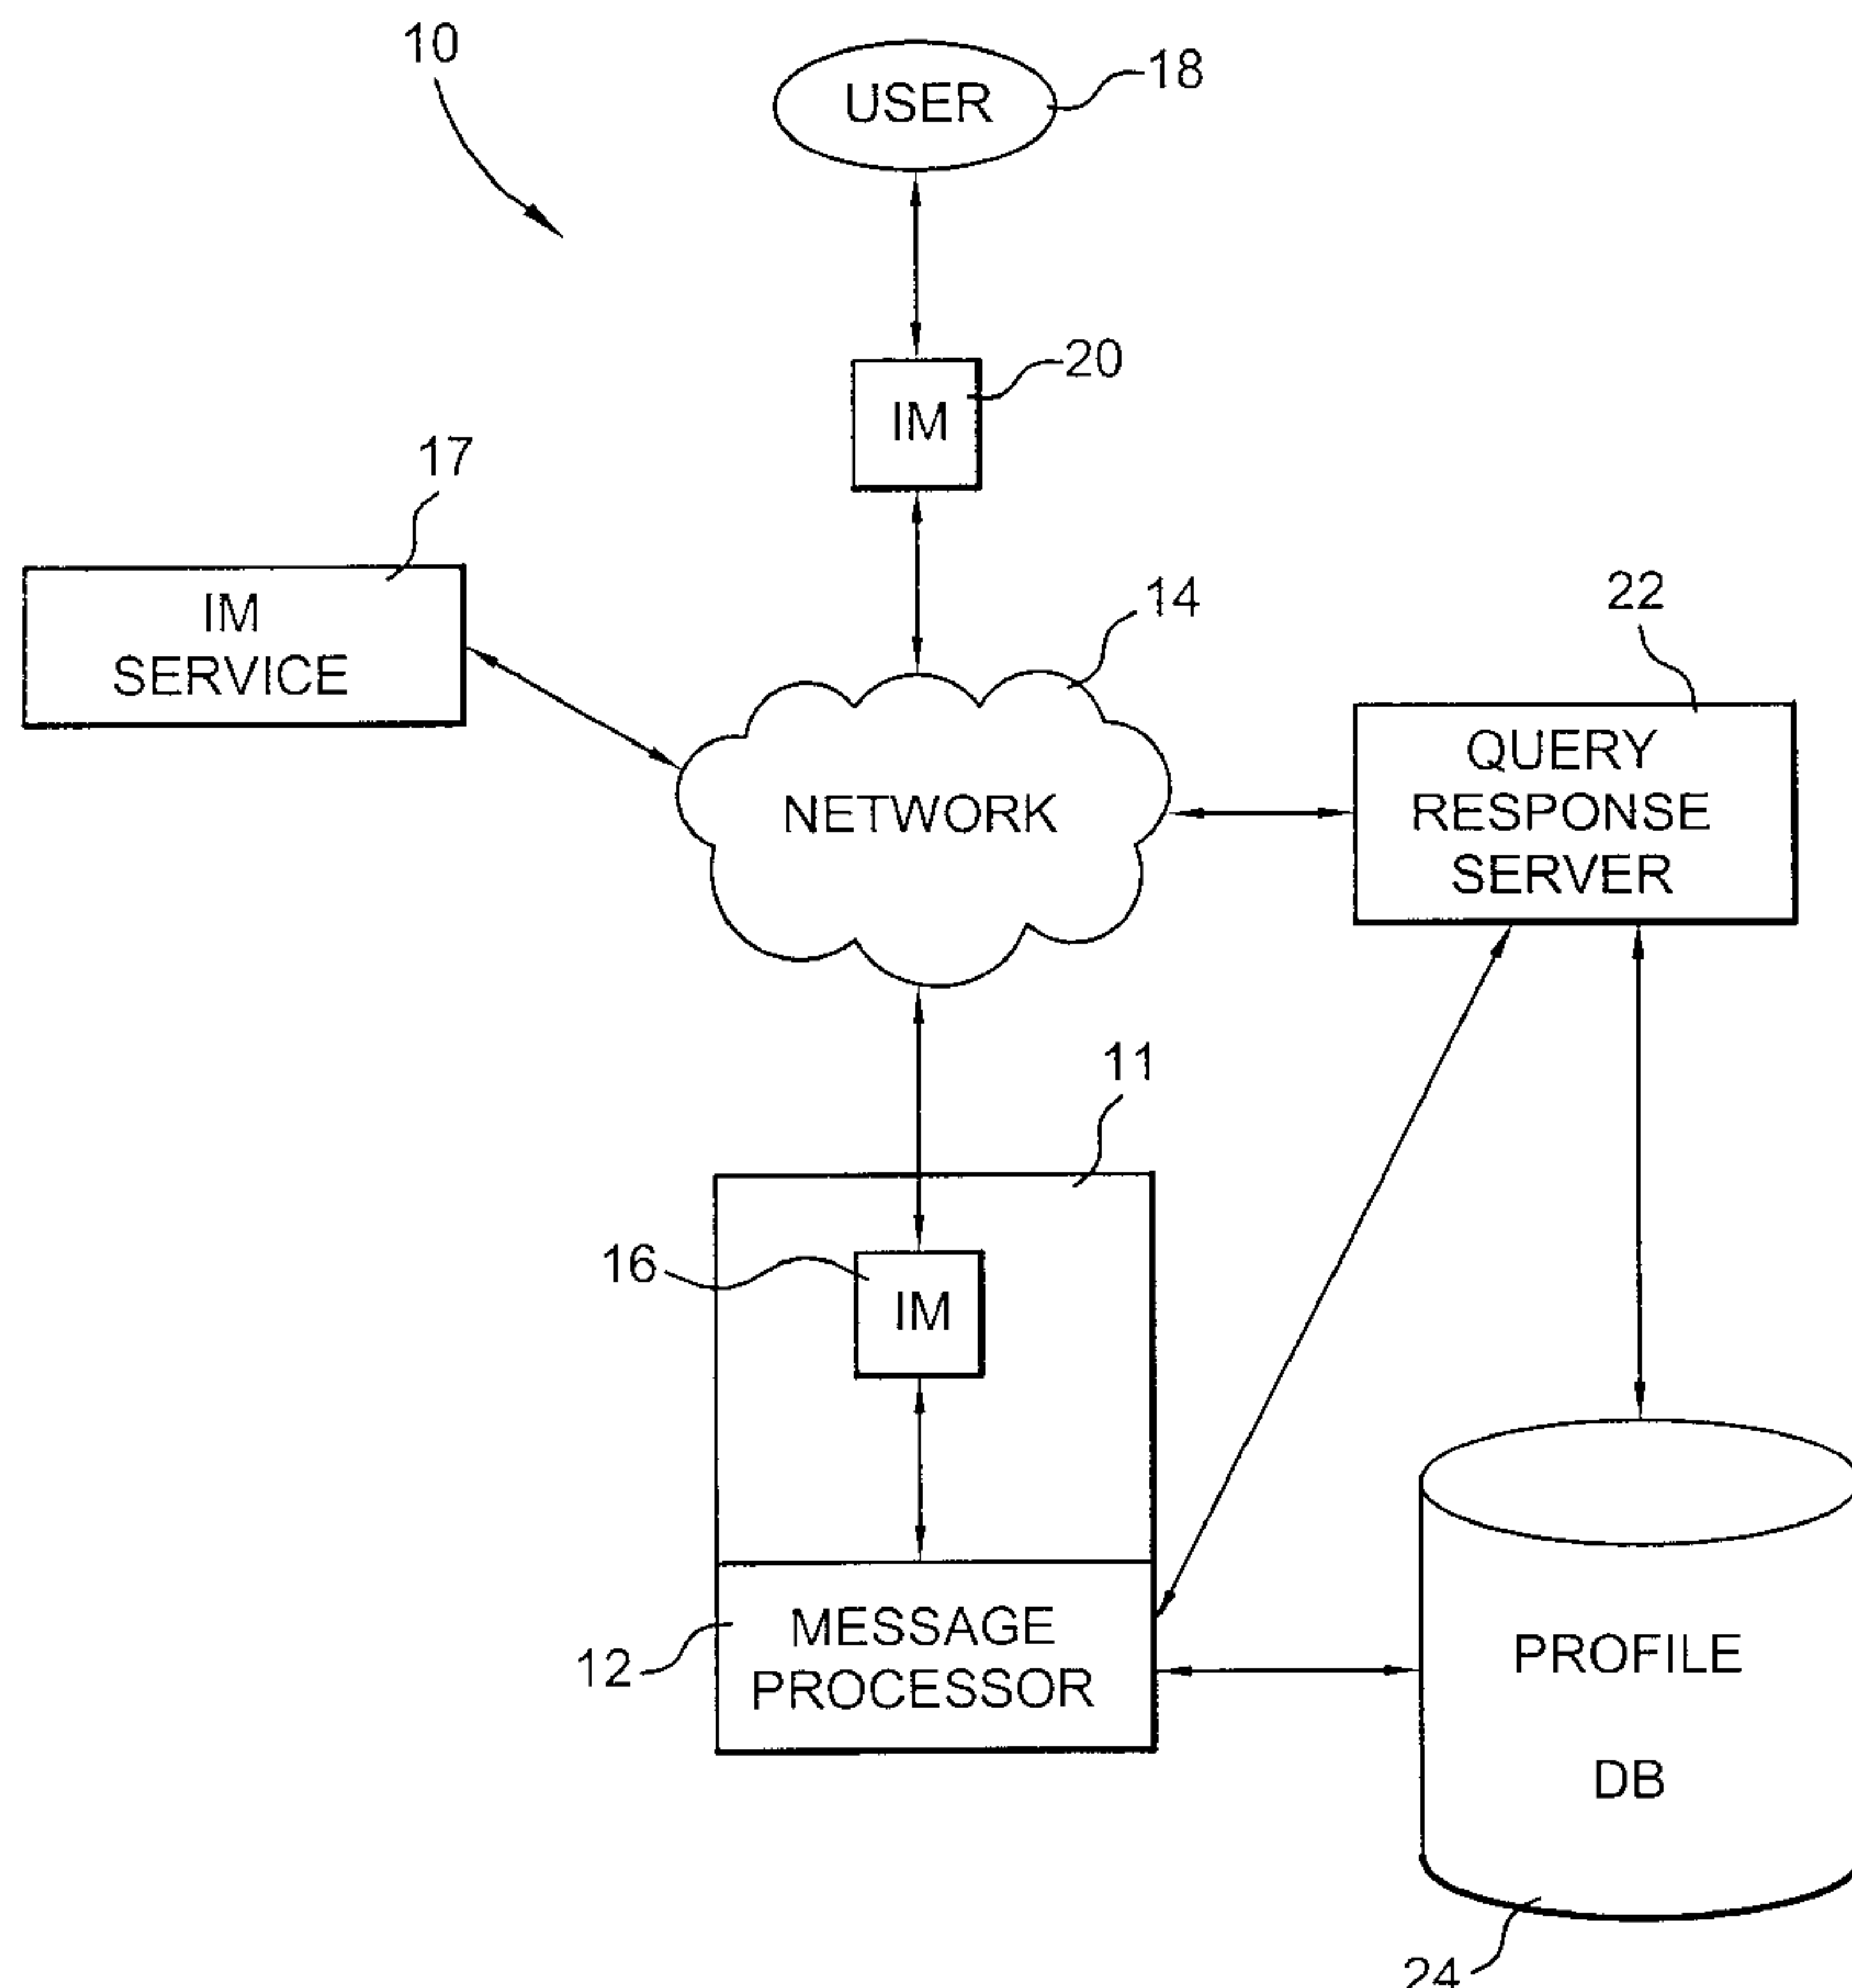 10
USER
18
20
IM
17
IM
SERVICE
14
22
NETWORK
QUERY
RESPONSE
SERVER
11
16
IM
12
MESSAGE
PROCESSOR
PROFILE
DB
24